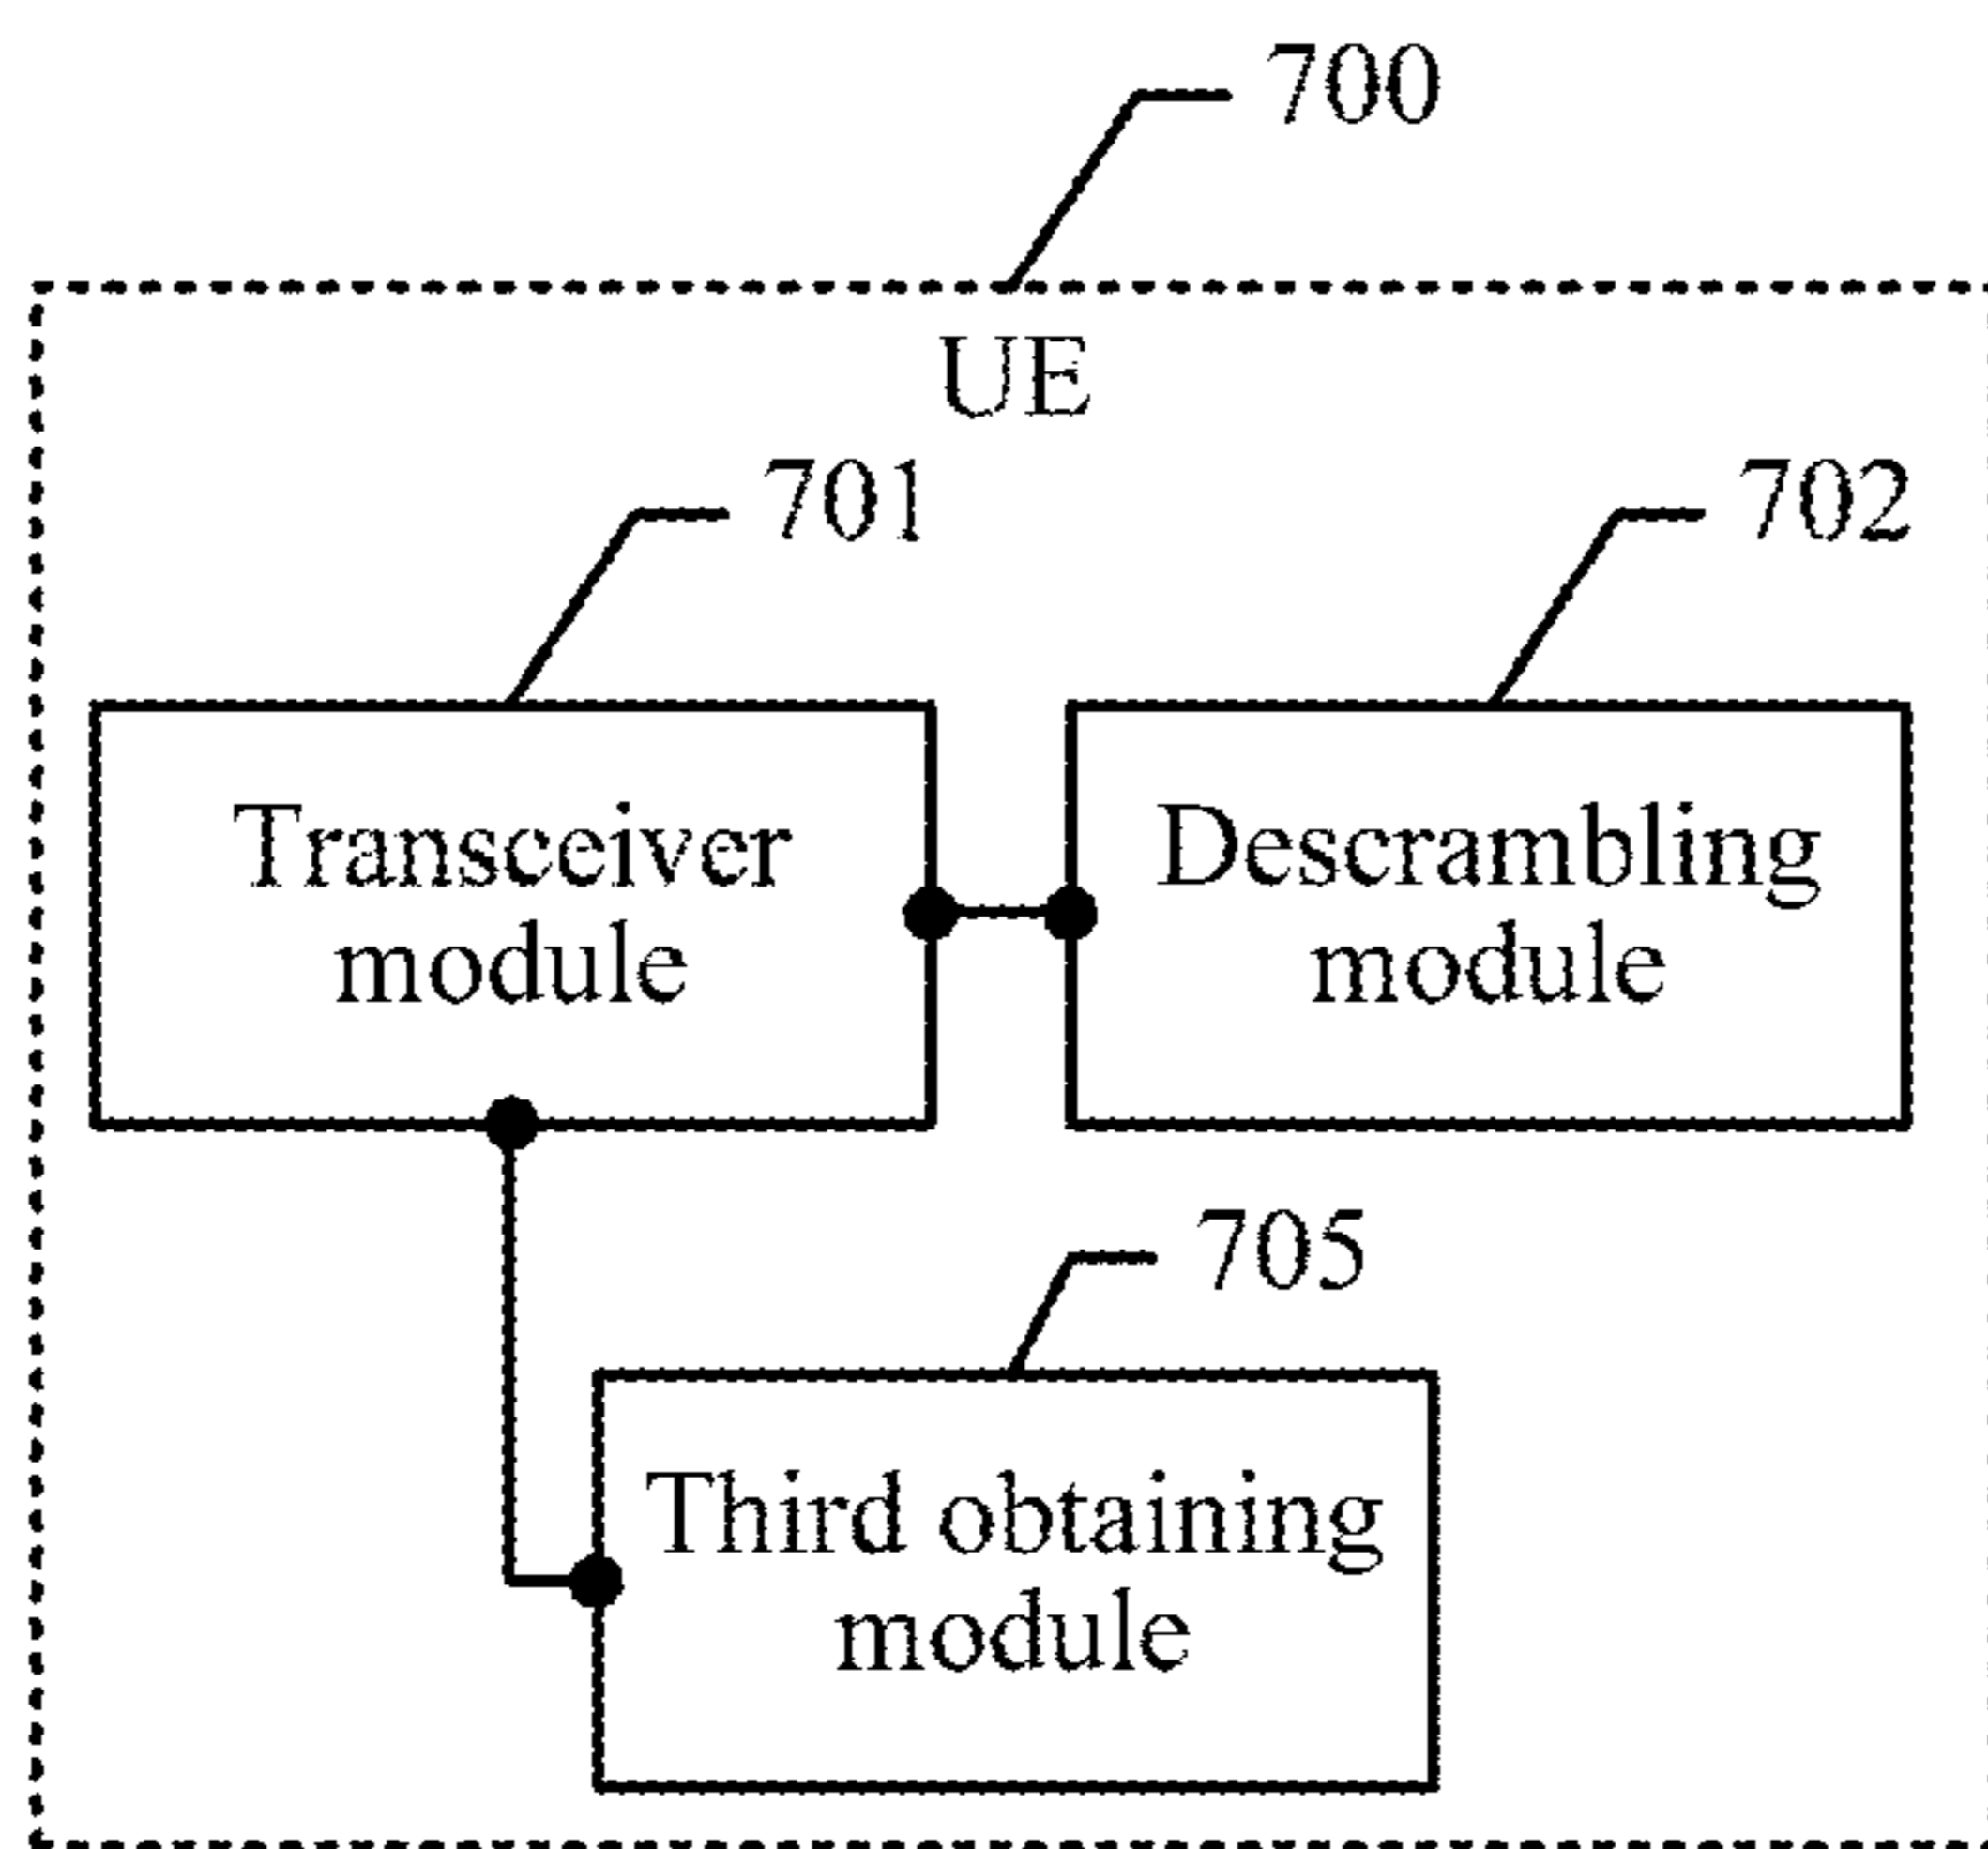 700
UE
701
702
Transceiver
module
Descrambling
module
705
Third obtaining
module